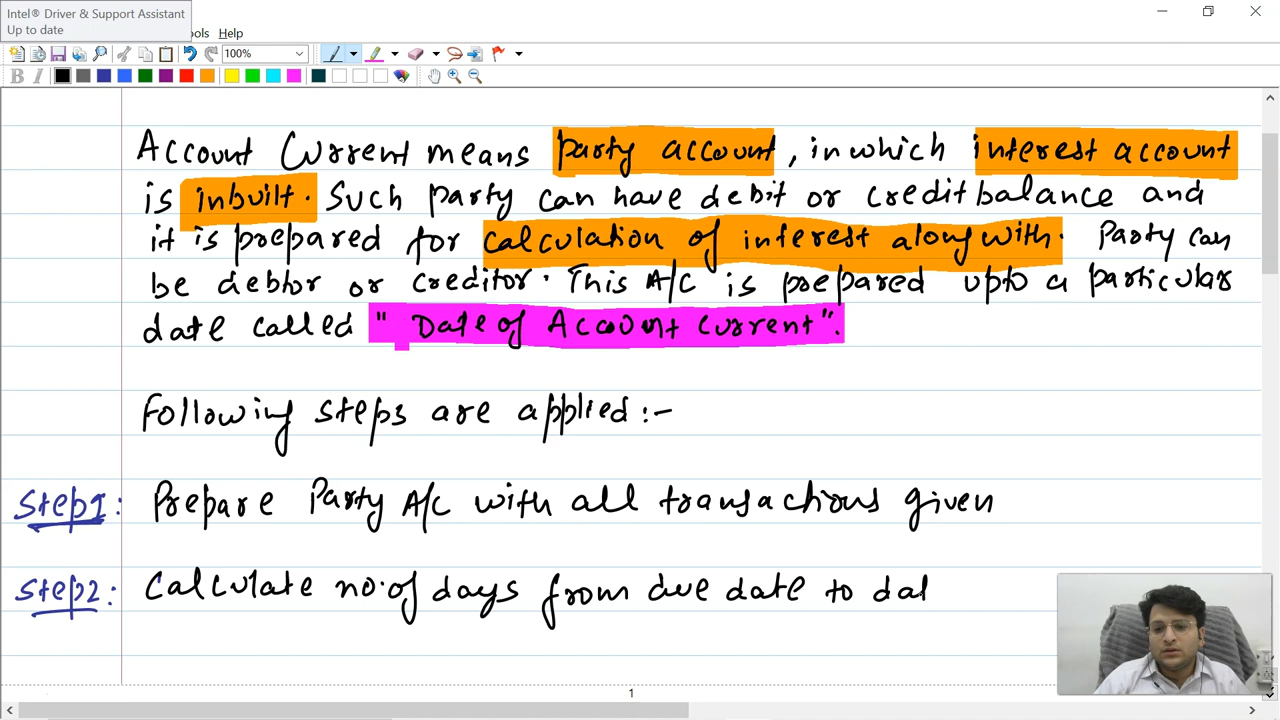 Intel® Driver & Support Assistant
Up to date
ools Help
100%
B I
Account Current means party account, in which interest account
is inbuilt. Such party can have debit or credit balance and
it is prepared for calculation of interest along with. Party can
be debtor or creditor. This A/C is prepared upto a particular
date called "Date of Account Current".
Following steps are applied :-
Step1: Prepare Party A/C with all transactions given
Step2: Calculate no. of days from due date to dat
1